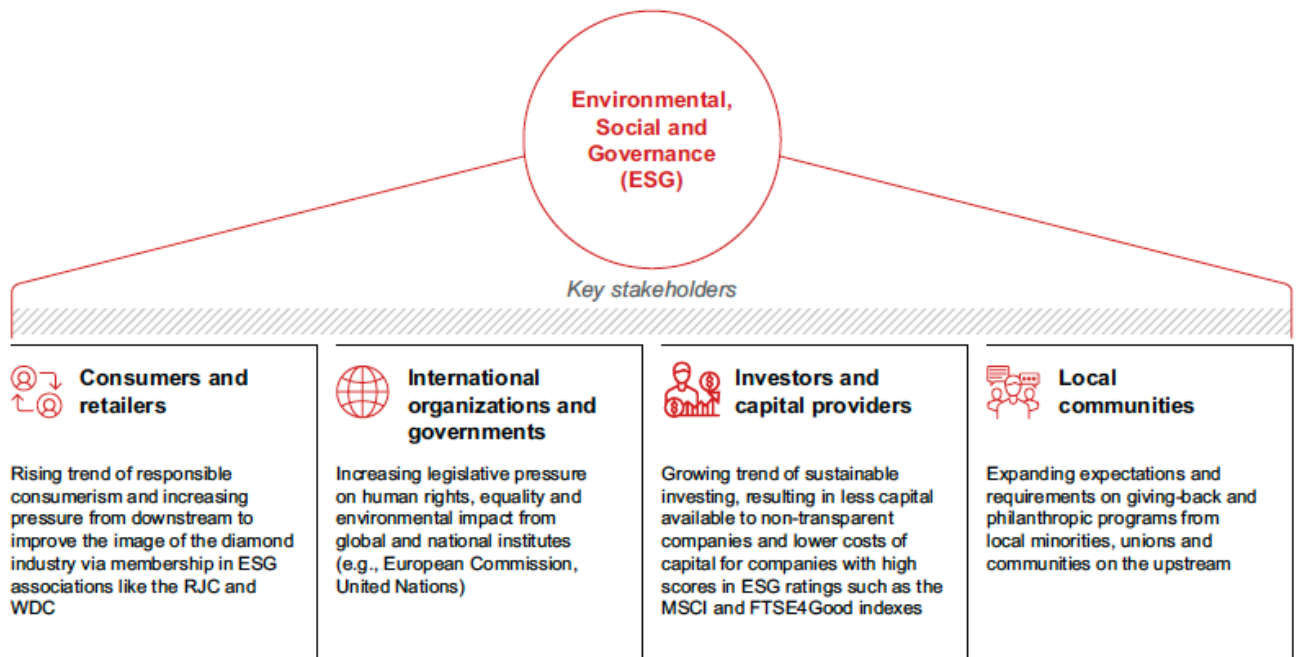 Environmental,
Social and
Governance
(ESG)
Key stakeholders
Consumers and
retailers
Rising trend of responsible
consumerism and increasing
pressure from downstream to
improve the image of the diamond
industry via membership in ESG
associations like the RJC and
WDC
International
organizations and
governments
Increasing legislative pressure
on human rights, equality and
environmental impact from
global and national institutes
(e.g., European Commission,
United Nations)
Investors and
capital providers
Growing trend of sustainable
investing, resulting in less capital
available to non-transparent
companies and lower costs of
capital for companies with high
scores in ESG ratings such as the
MSCI and FTSE4Good indexes
Local
communities
Expanding expectations and
requirements on giving-back and
philanthropic programs from
local minorities, unions and
communities on the upstream